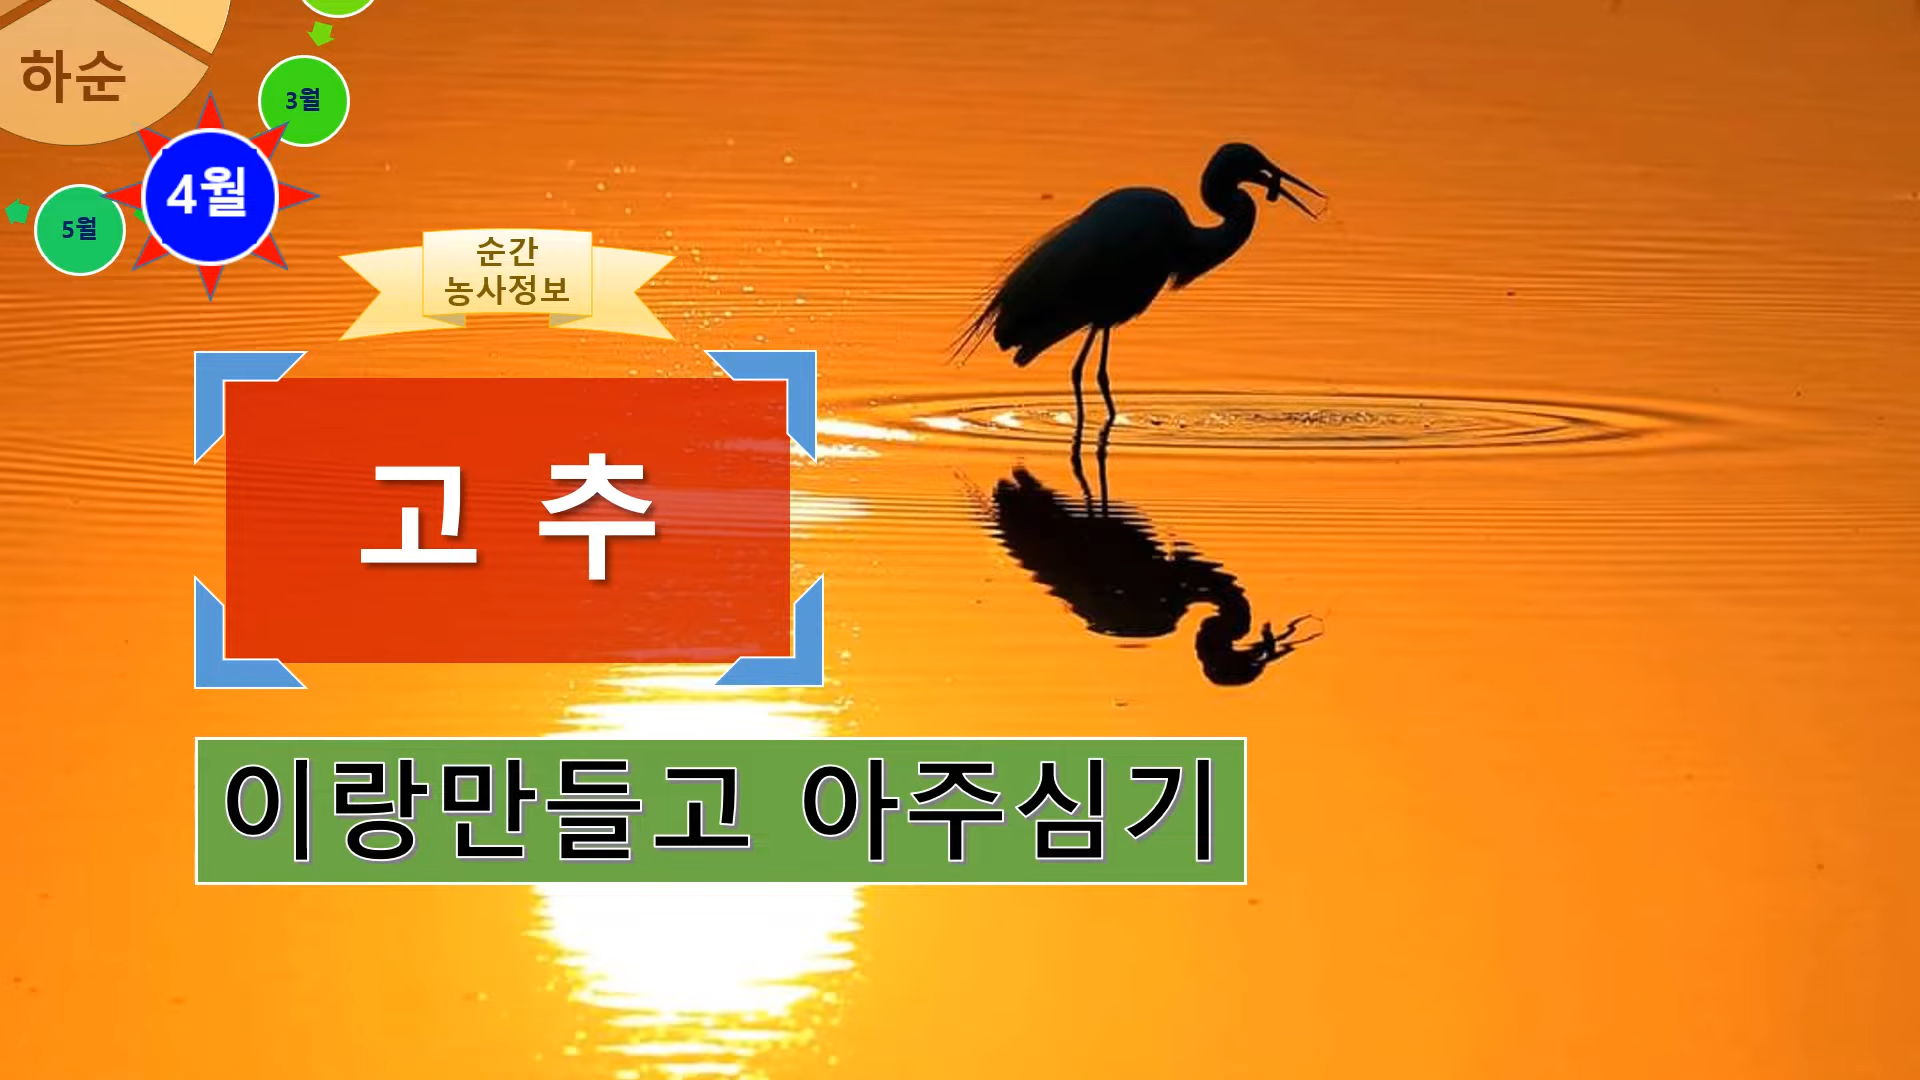 하순
3월
4월
5월
순간
농사정보
고 추
이랑만들고 아주심기